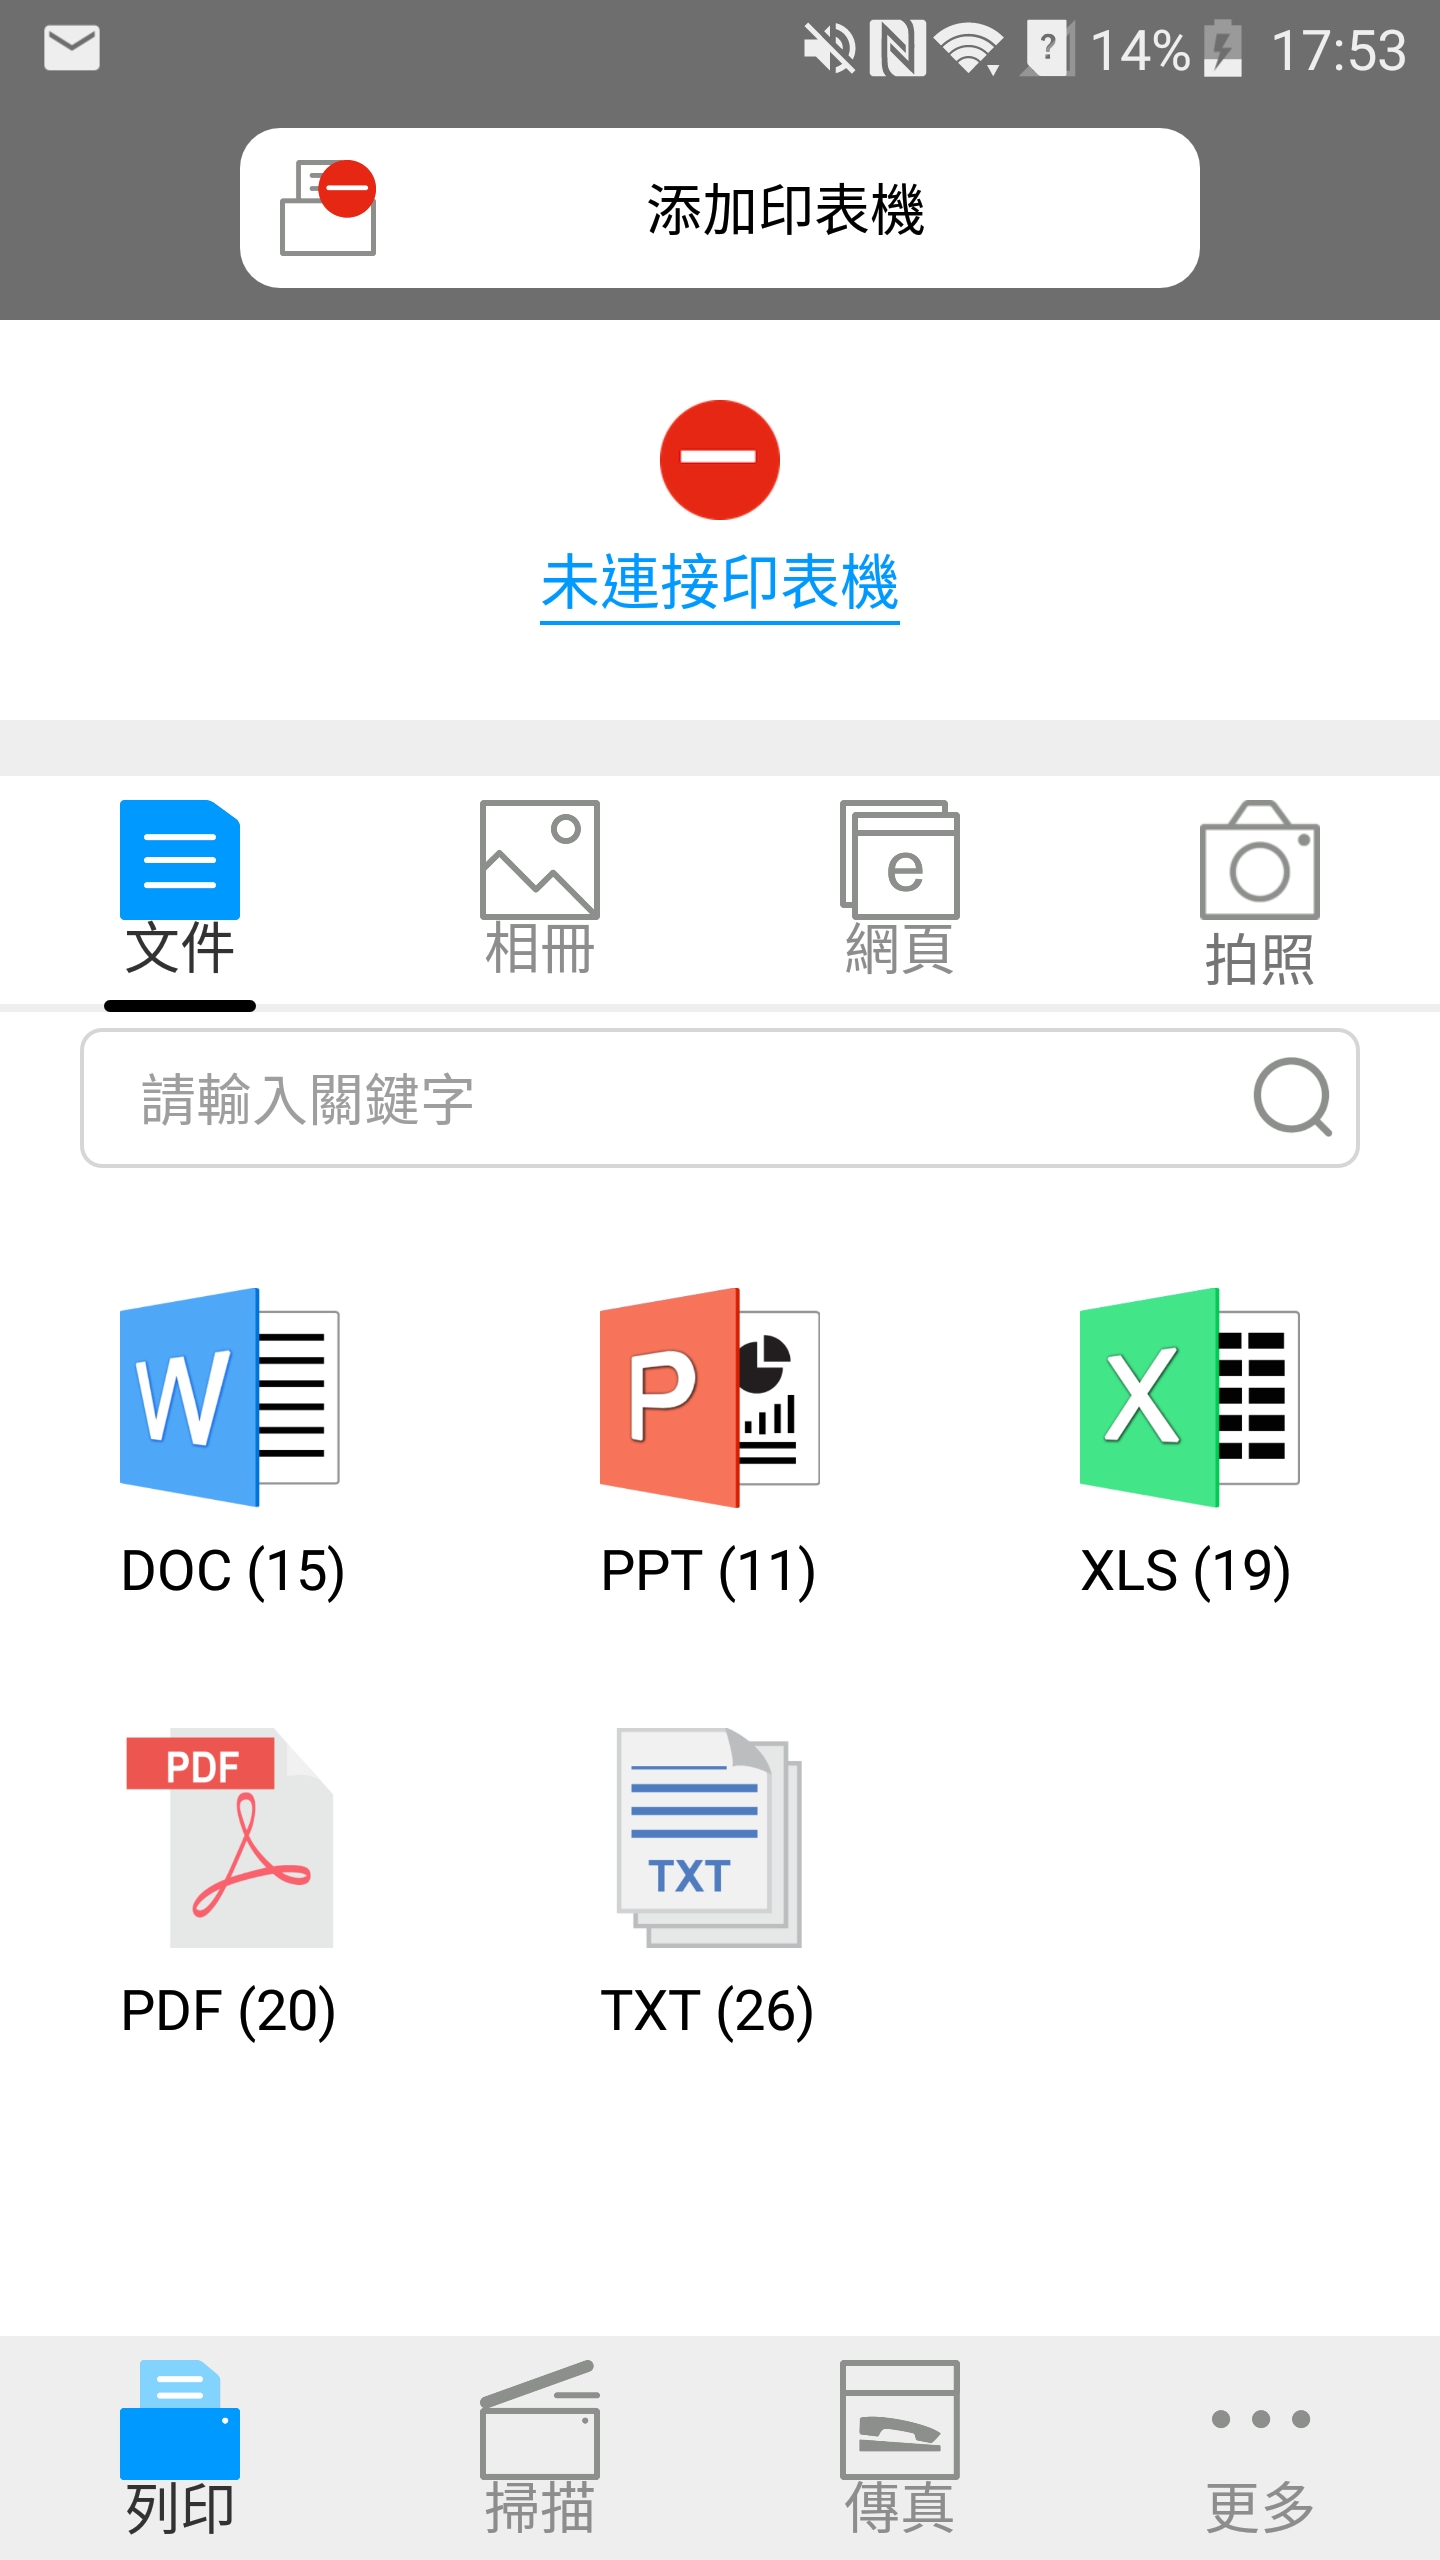 14% 17:53
添加印表機
未連接印表機
文件 相冊 網頁 拍照
請輸入關鍵字
DOC (15) PPT (11) XLS (19)
PDF
TXT
PDF (20) TXT (26)
列印 掃描 傳真 更多